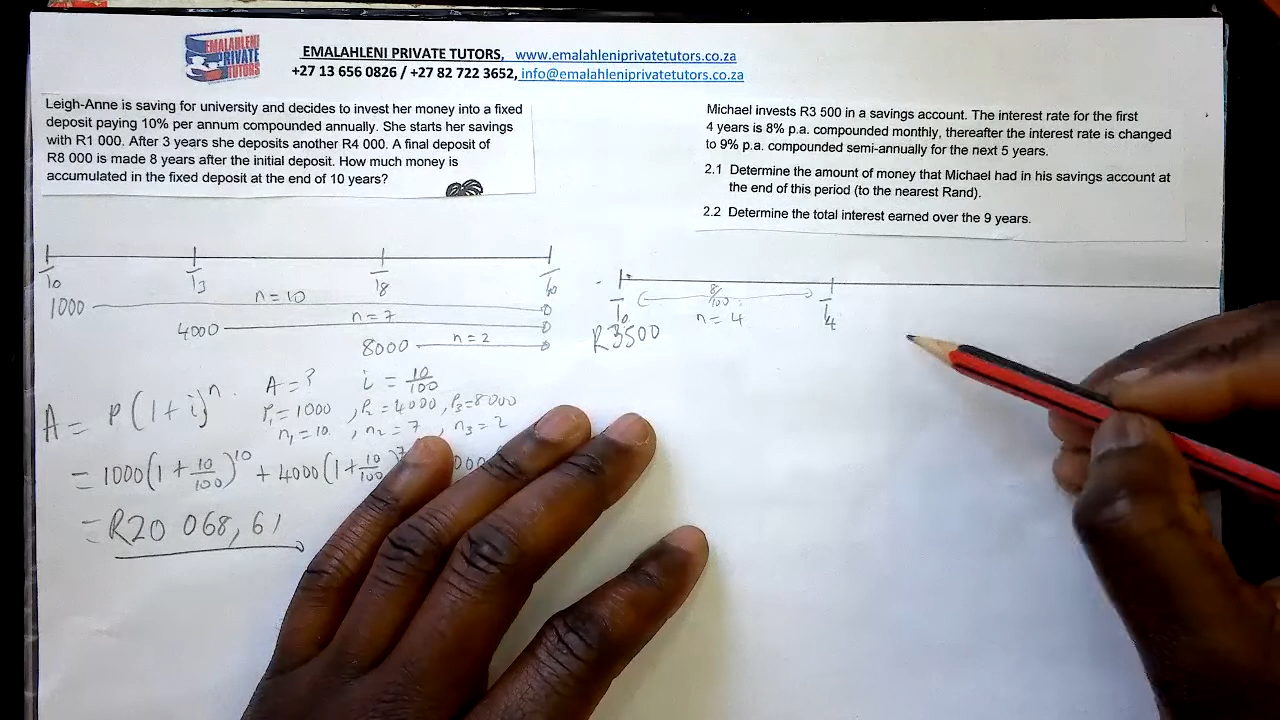 EMALAHLENI
PRIVATE
TUTORS
EMALAHLENI PRIVATE TUTORS, www.emalahleniprivatetutors.co.za
+27 13 656 0826 / +27 82 722 3652, info@emalahleniprivatetutors.co.za
Leigh-Anne is saving for university and decides to invest her money into a fixed
deposit paying 10% per annum compounded annually. She starts her savings
with R1 000. After 3 years she deposits another R4 000. A final deposit of
R8 000 is made 8 years after the initial deposit. How much money is
accumulated in the fixed deposit at the end of 10 years?
T0 T3 T8 T10
1000 n=10
4000 n=7
8000 n=2
A = P(1+i)^n
A=? i = 10/100
P1=1000, P2=4000, P3=8000
n1=10, n2=7, n3=2
= 1000(1+10/100)^10 + 4000(1+10/100)^7
= R20 068,61
Michael invests R3 500 in a savings account. The interest rate for the first
4 years is 8% p.a. compounded monthly, thereafter the interest rate is changed
to 9% p.a. compounded semi-annually for the next 5 years.
2.1 Determine the amount of money that Michael had in his savings account at
the end of this period (to the nearest Rand).
2.2 Determine the total interest earned over the 9 years.
T0 8/100 T4
n=4
R3500